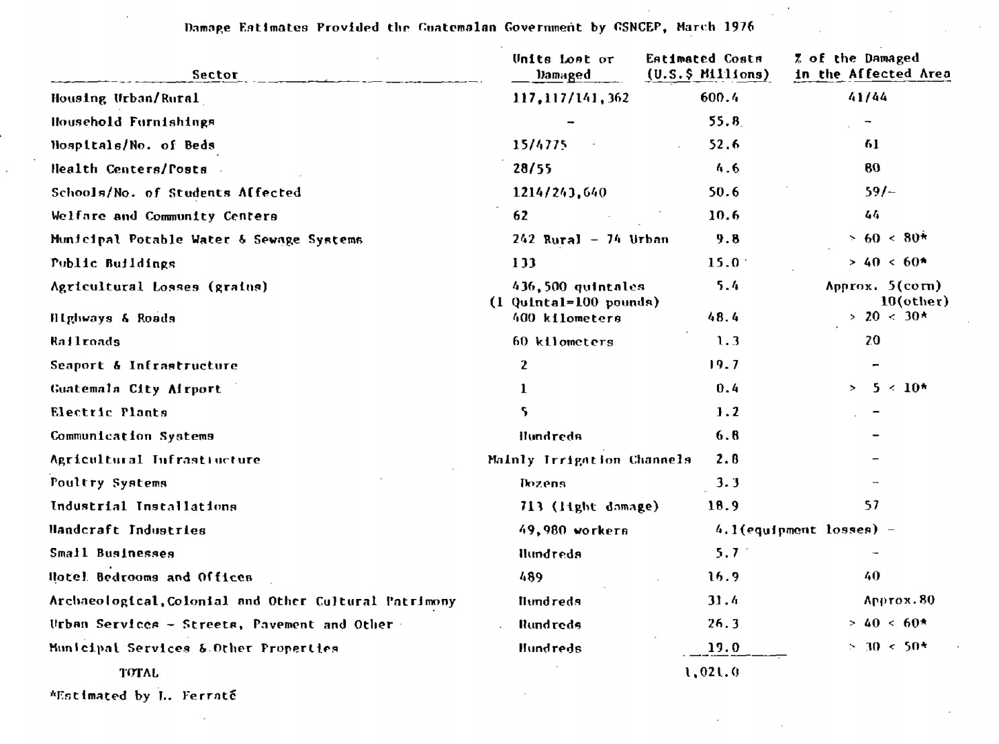 Damage Estimates Provided the Guatemalan Government by GSNCEP, March 1976
Units Lost or Estimated Costs % of the Damaged
Sector Damaged (U.S.$ Millions) in the Affected Area
Housing Urban/Rural 117,117/141,362 600.4 41/44
Household Furnishings - 55.8 -
Hospitals/No. of Beds 15/4775 52.6 61
Health Centers/Posts 28/55 4.6 80
Schools/No. of Students Affected 1214/243,640 50.6 59/-
Welfare and Community Centers 62 10.6 44
Municipal Potable Water & Sewage Systems 242 Rural - 74 Urban 9.8 > 60 < 80*
Public Buildings 133 15.0 > 40 < 60*
Agricultural Losses (grains) 436,500 quintales 5.4 Approx. 5(corn)
(1 Quintal=100 pounds) 10(other)
Highways & Roads 400 kilometers 48.4 > 20 < 30*
Railroads 60 kilometers 1.3 20
Seaport & Infrastructure 2 19.7 -
Guatemala City Airport 1 0.4 > 5 < 10*
Electric Plants 5 1.2 -
Communication Systems Hundreds 6.8 -
Agricultural Infrastructure Mainly Irrigation Channels 2.8 -
Poultry Systems Dozens 3.3 -
Industrial Installations 713 (light damage) 18.9 57
Handcraft Industries 49,980 workers 4.1(equipment losses) -
Small Businesses Hundreds 5.7 -
Hotel Bedrooms and Offices 489 16.9 40
Archaeological,Colonial and Other Cultural Patrimony Hundreds 31.4 Approx.80
Urban Services - Streets, Pavement and Other Hundreds 26.3 > 40 < 60*
Municipal Services & Other Properties Hundreds 19.0 > 30 < 50*
TOTAL 1,021.0
*Estimated by L. Ferraté